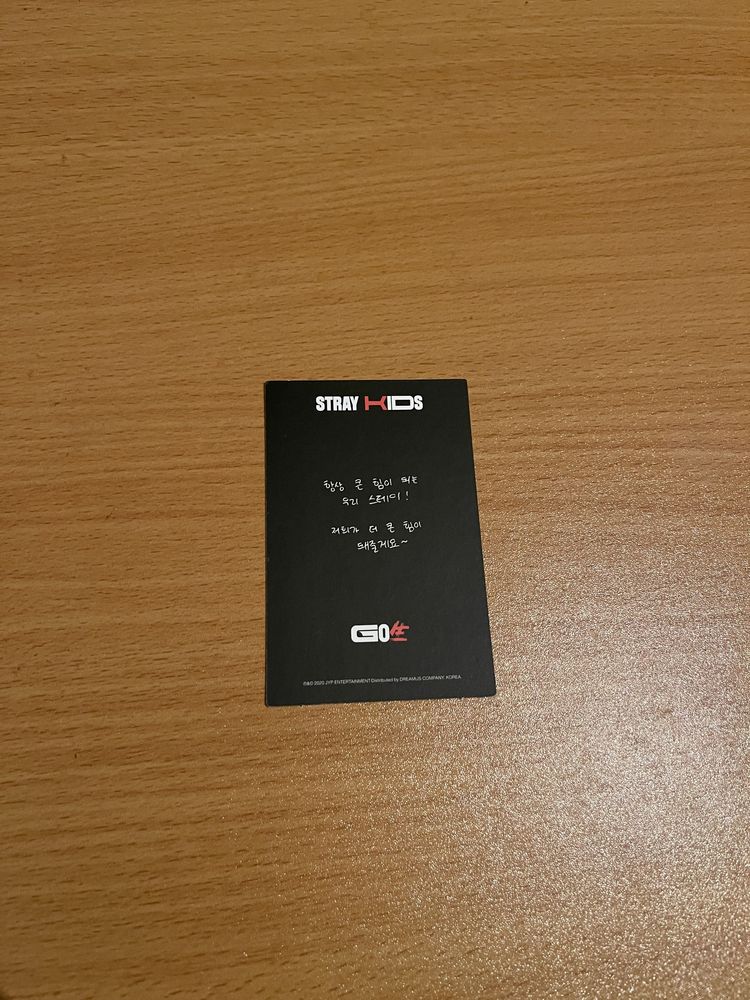 STRAY KIDS
항상 큰 힘이 되는
우리 스테이!
저희가 더 큰 힘이
돼줄게요~
GO生
℗&© 2020 JYP ENTERTAINMENT Distributed by DREAMUS COMPANY. KOREA.